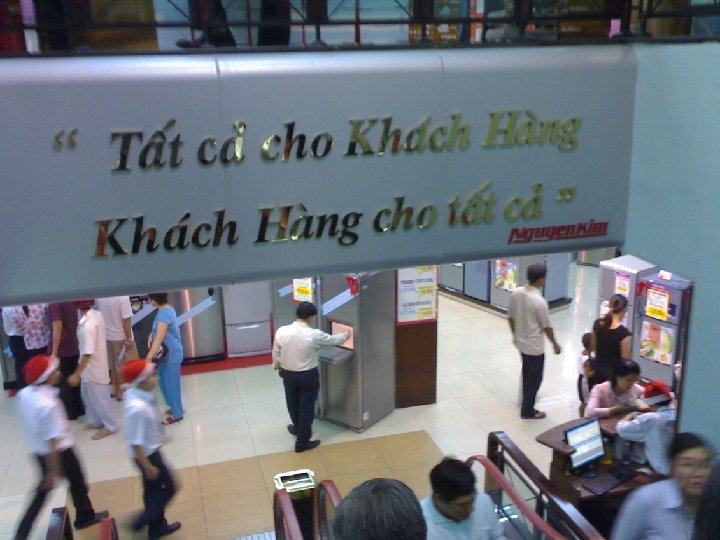 “ Tất cả cho Khách Hàng
Khách Hàng cho tất cả ”
NguyenKim